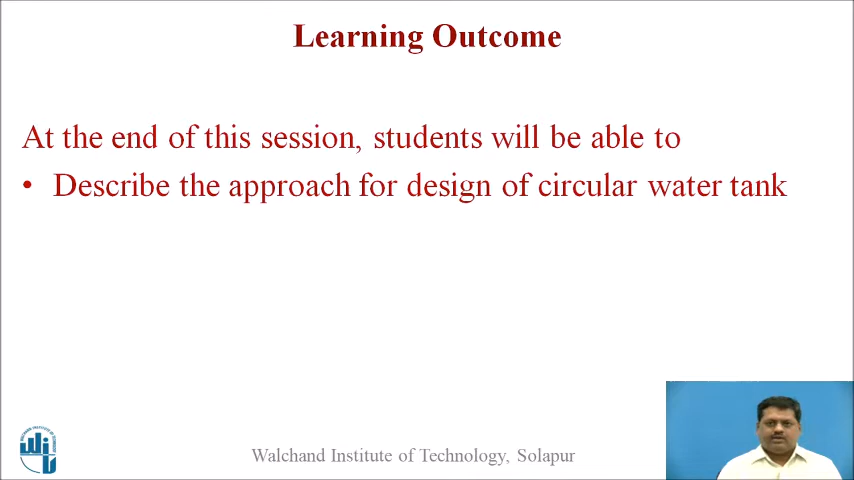 Learning Outcome
At the end of this session, students will be able to
• Describe the approach for design of circular water tank
Walchand Institute of Technology, Solapur